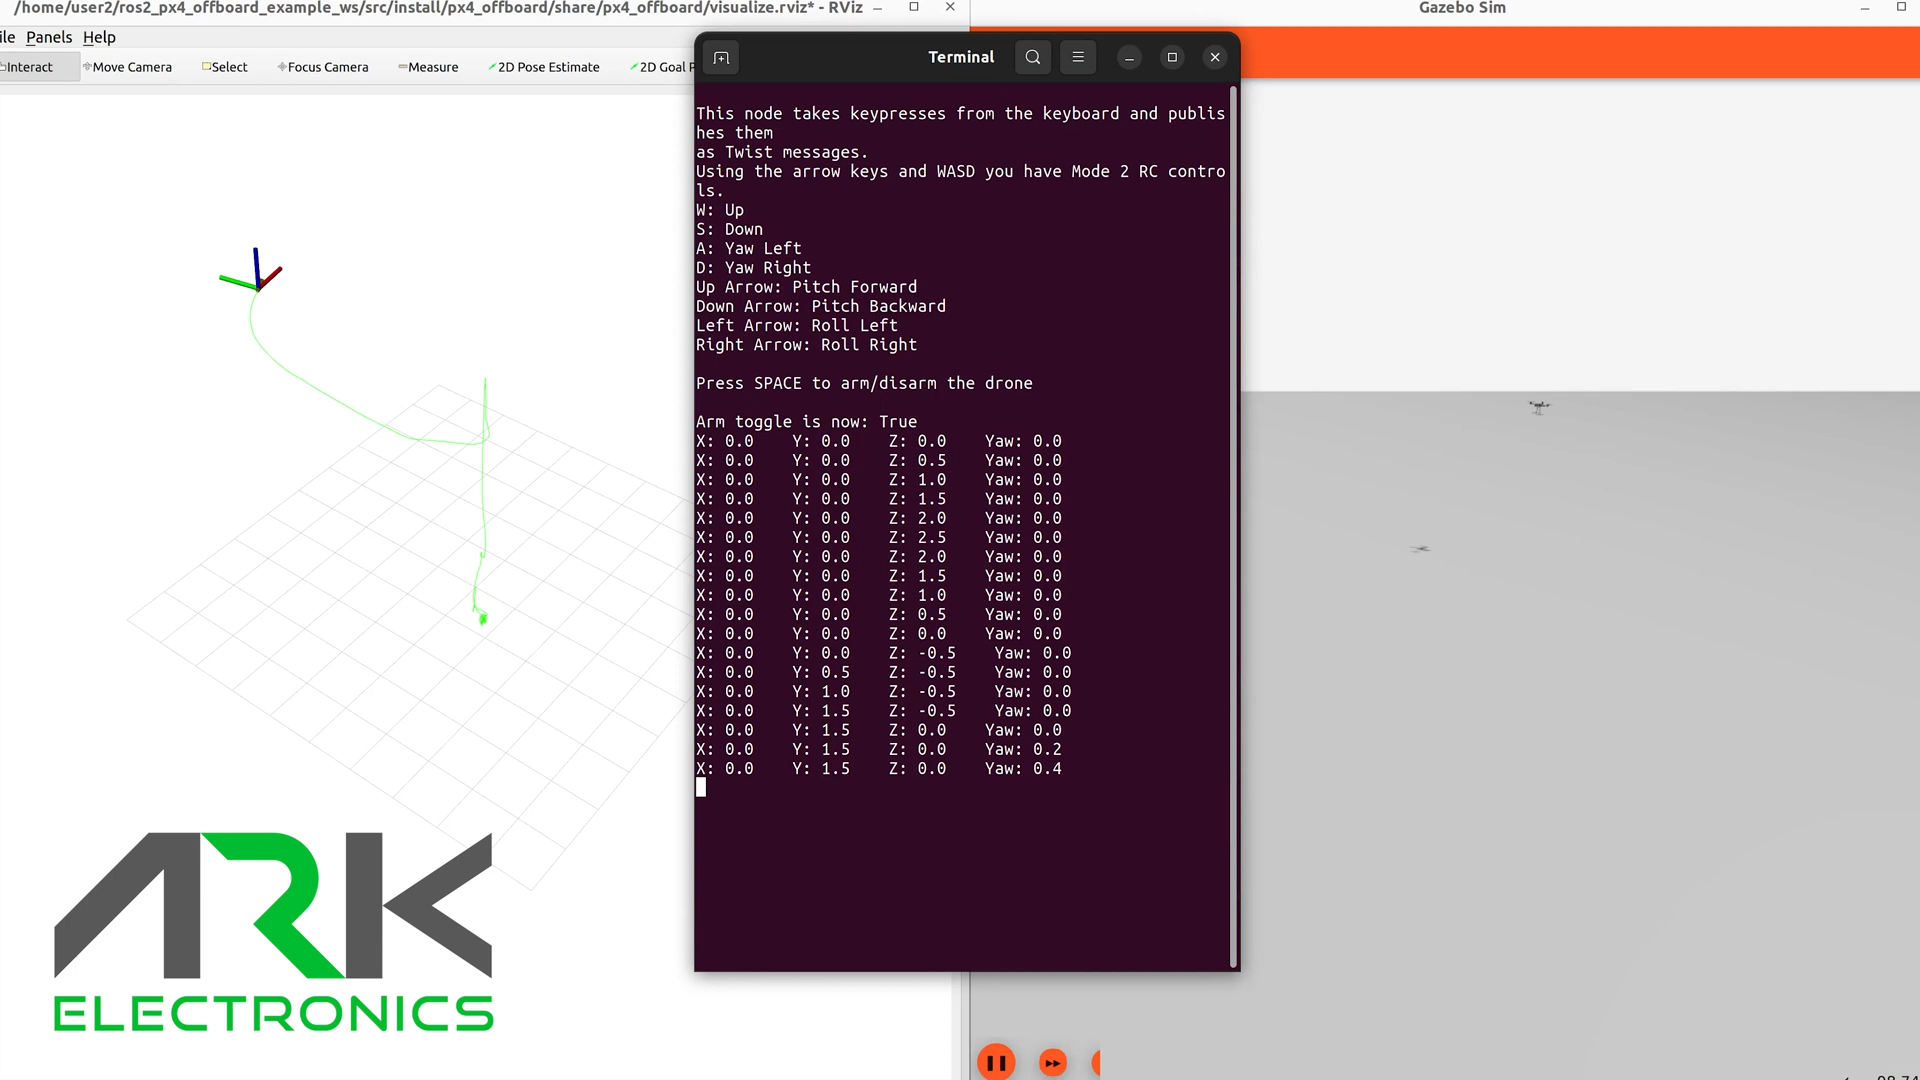 /home/user2/ros2_px4_offboard_example_ws/src/install/px4_offboard/share/px4_offboard/visualize.rviz* - RViz
Gazebo Sim
ile Panels Help
Interact Move Camera Select Focus Camera Measure 2D Pose Estimate 2D Goal P
Terminal
This node takes keypresses from the keyboard and publis
hes them
as Twist messages.
Using the arrow keys and WASD you have Mode 2 RC contro
ls.
W: Up
S: Down
A: Yaw Left
D: Yaw Right
Up Arrow: Pitch Forward
Down Arrow: Pitch Backward
Left Arrow: Roll Left
Right Arrow: Roll Right
Press SPACE to arm/disarm the drone
Arm toggle is now: True
X: 0.0    Y: 0.0    Z: 0.0    Yaw: 0.0
X: 0.0    Y: 0.0    Z: 0.5    Yaw: 0.0
X: 0.0    Y: 0.0    Z: 1.0    Yaw: 0.0
X: 0.0    Y: 0.0    Z: 1.5    Yaw: 0.0
X: 0.0    Y: 0.0    Z: 2.0    Yaw: 0.0
X: 0.0    Y: 0.0    Z: 2.5    Yaw: 0.0
X: 0.0    Y: 0.0    Z: 2.0    Yaw: 0.0
X: 0.0    Y: 0.0    Z: 1.5    Yaw: 0.0
X: 0.0    Y: 0.0    Z: 1.0    Yaw: 0.0
X: 0.0    Y: 0.0    Z: 0.5    Yaw: 0.0
X: 0.0    Y: 0.0    Z: 0.0    Yaw: 0.0
X: 0.0    Y: 0.0    Z: -0.5    Yaw: 0.0
X: 0.0    Y: 0.5    Z: -0.5    Yaw: 0.0
X: 0.0    Y: 1.0    Z: -0.5    Yaw: 0.0
X: 0.0    Y: 1.5    Z: -0.5    Yaw: 0.0
X: 0.0    Y: 1.5    Z: 0.0    Yaw: 0.0
X: 0.0    Y: 1.5    Z: 0.0    Yaw: 0.2
X: 0.0    Y: 1.5    Z: 0.0    Yaw: 0.4
ARK
ELECTRONICS